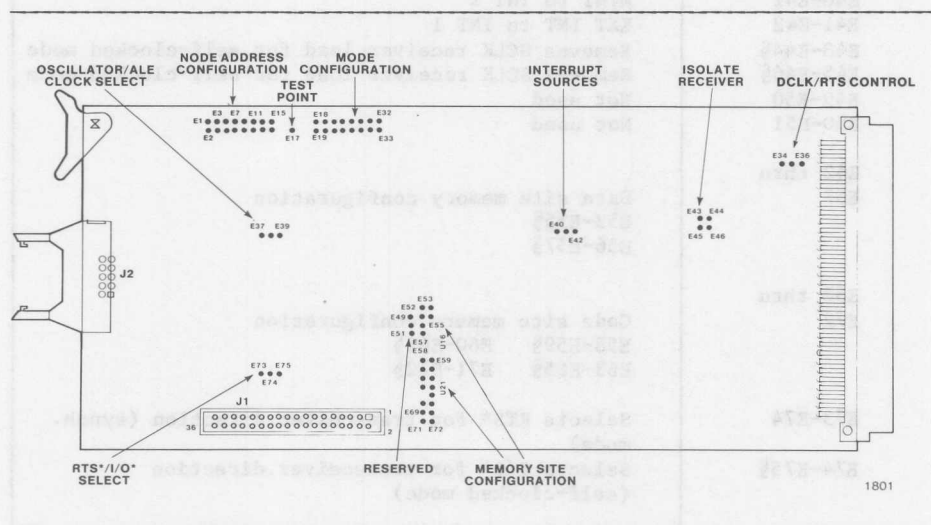 OSCILLATOR/ALE
CLOCK SELECT
NODE ADDRESS
CONFIGURATION
TEST
POINT
MODE
CONFIGURATION
INTERRUPT
SOURCES
ISOLATE
RECEIVER
DCLK/RTS CONTROL
E1 E3 E7 E11 E15
E2
E17
E18 E32
E19 E33
E34 E36
E37 E39
E40
E42
E43 E44
E45 E46
J2
E53
E52
E49
E55
E51
E57
U16
E58
E59
U21
E69
E71 E72
E73 E75
E74
J1
36
1
2
RTS*/I/O*
SELECT
RESERVED
MEMORY SITE
CONFIGURATION
1801